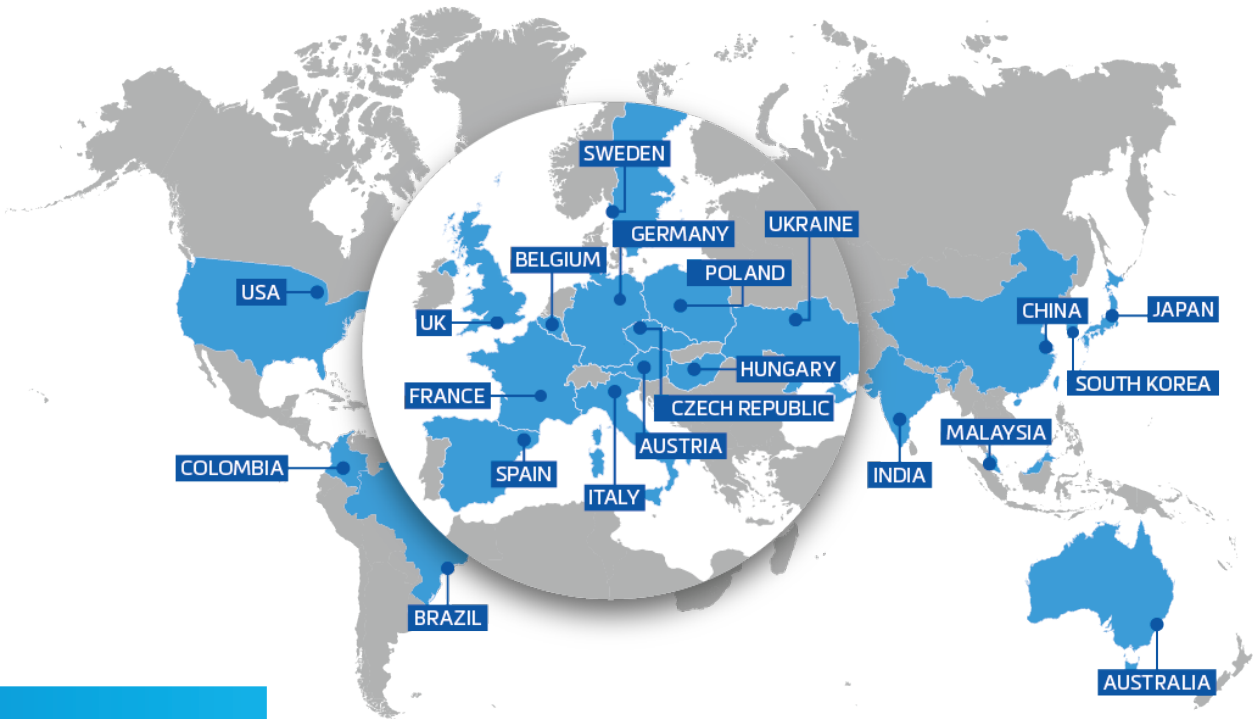 SWEDEN
UKRAINE
GERMANY
BELGIUM
POLAND
USA
CHINA
JAPAN
UK
HUNGARY
SOUTH KOREA
FRANCE
CZECH REPUBLIC
MALAYSIA
AUSTRIA
COLOMBIA
SPAIN
INDIA
ITALY
BRAZIL
AUSTRALIA